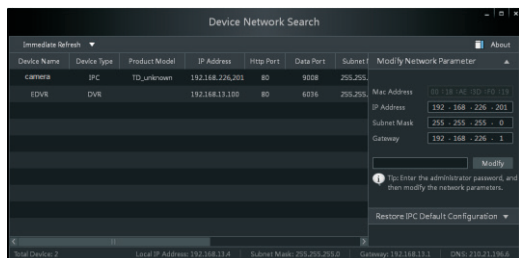 Device Network Search
Immediate Refresh ▼
About
Device Name Device Type Product Model IP Address Http Port Data Port Subnet
camera IPC TD_unknown 192.168.226.201 80 9008 255.255.
EDVR DVR 192.168.13.100 80 6036 255.255.
Modify Network Parameter
Mac Address
IP Address 192 . 168 . 226 . 201
Subnet Mask 255 . 255 . 255 . 0
Gateway 192 . 168 . 226 . 1
Modify
Tip: Enter the administrator password, and
then modify the network parameters.
Restore IPC Default Configuration ▼
Total Device: 2 Local IP Address: 192.168.13.4 Subnet Mask: 255.255.255.0 Gateway: 192.168.13.1 DNS: 210.21.196.6